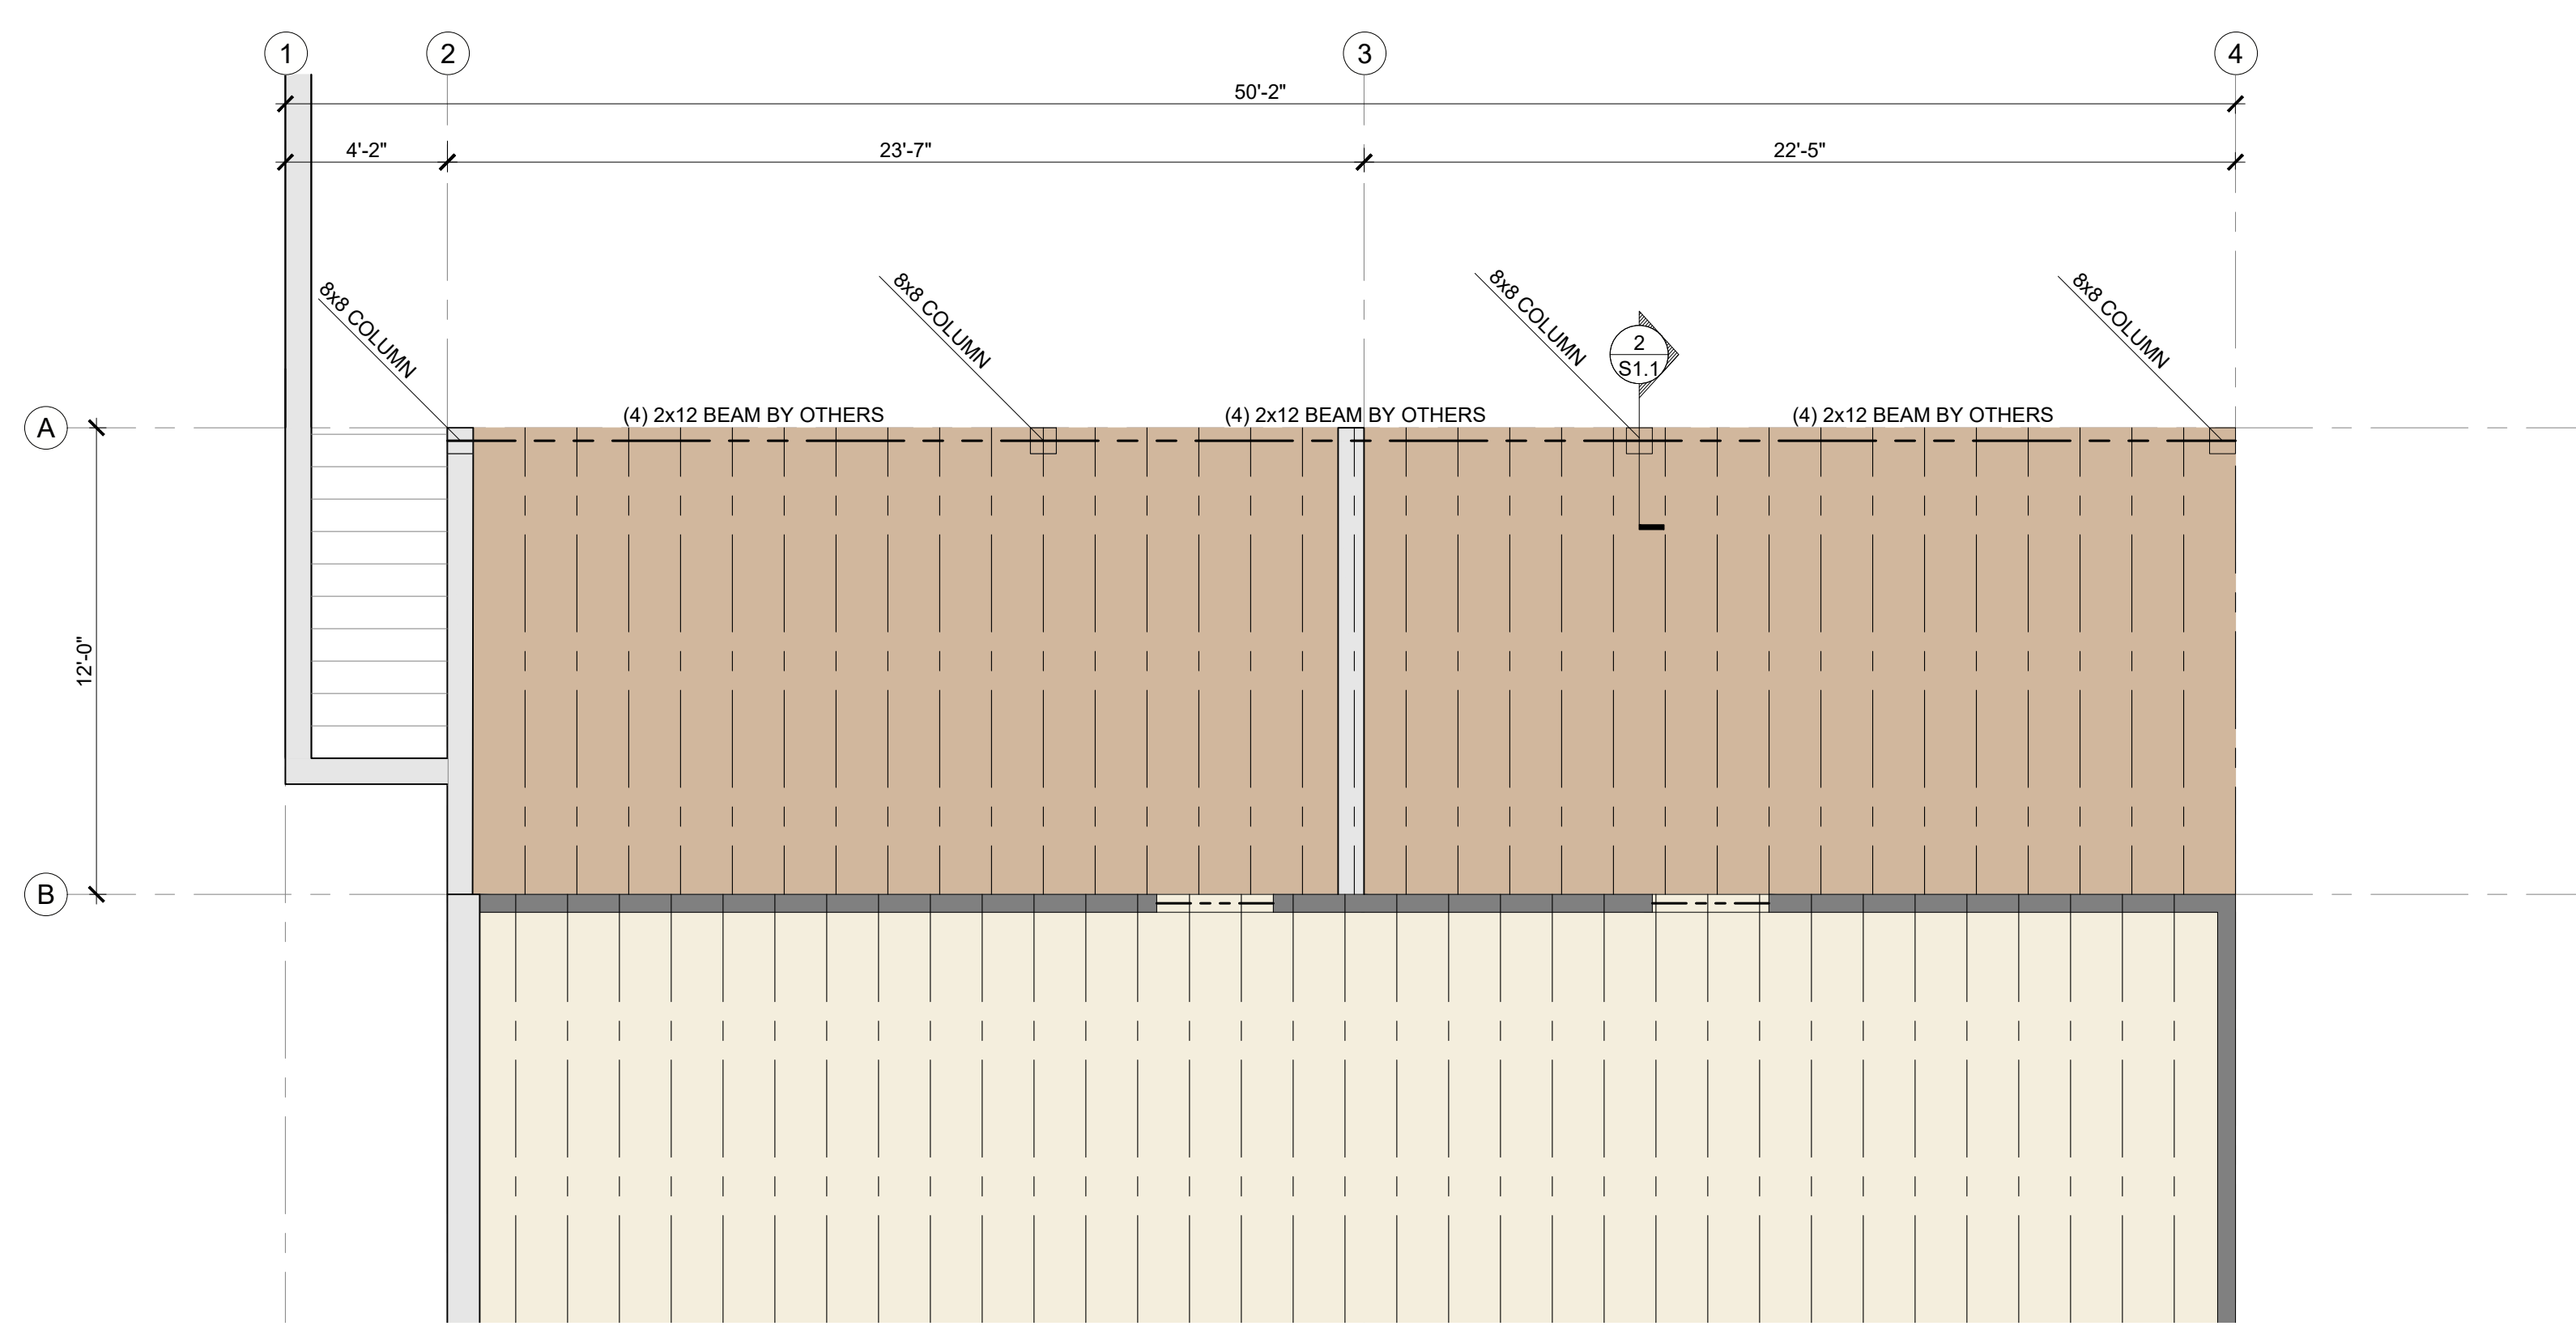 1
2
3
4
50'-2"
4'-2"
23'-7"
22'-5"
8x8 COLUMN
8x8 COLUMN
8x8 COLUMN
8x8 COLUMN
2
S1.1
A
(4) 2x12 BEAM BY OTHERS
(4) 2x12 BEAM BY OTHERS
(4) 2x12 BEAM BY OTHERS
12'-0"
B